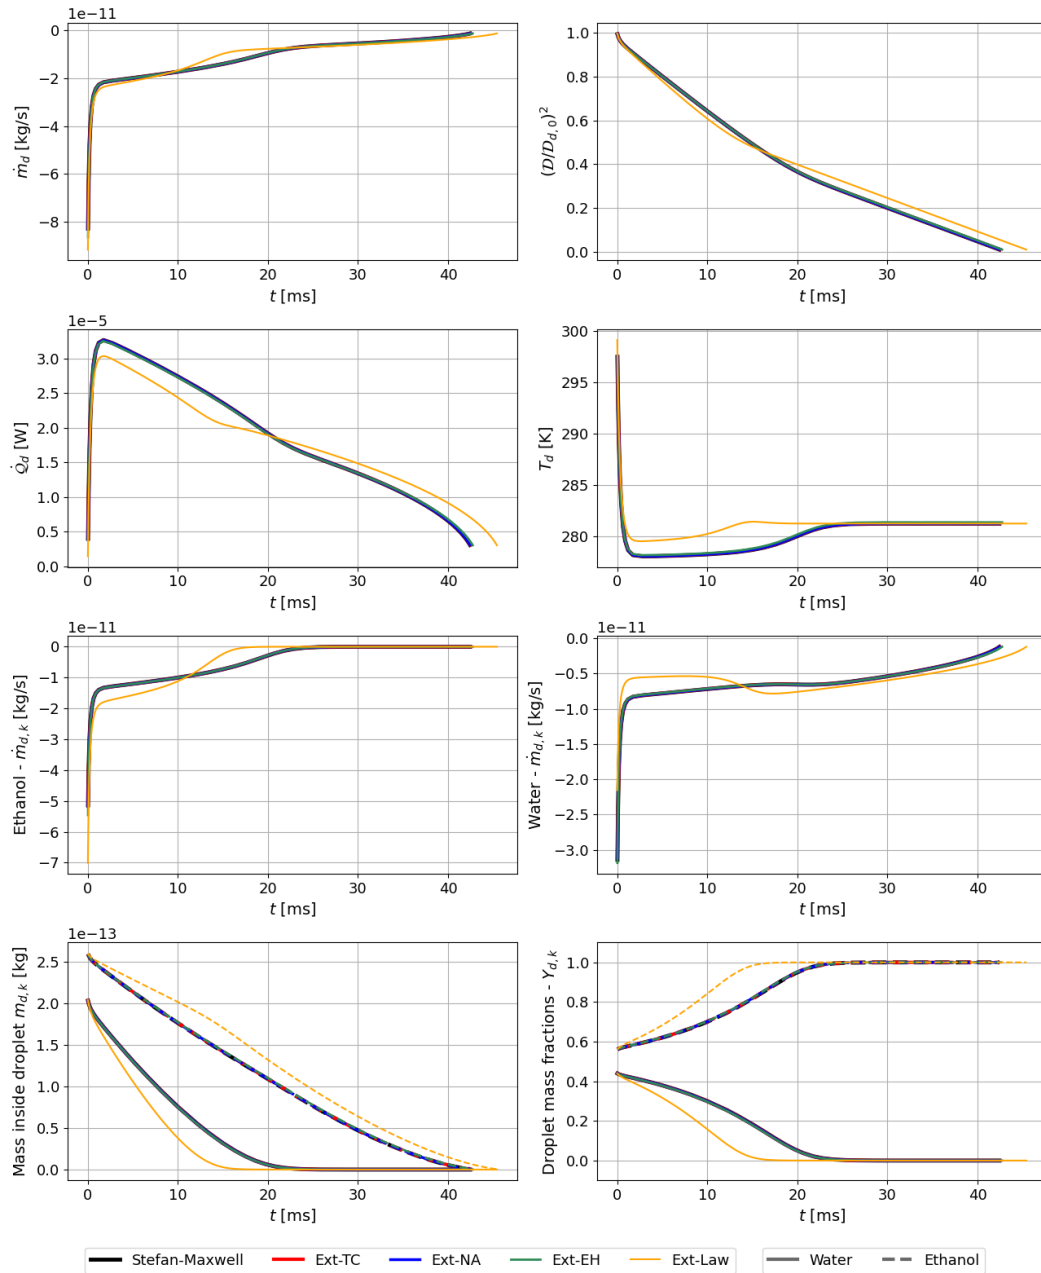 1e−11
0
−2
−4
−6
−8
ṁ_d [kg/s]
0 10 20 30 40
t [ms]
1.0
0.8
0.6
0.4
0.2
0.0
(D/D_{d,0})²
0 10 20 30 40
t [ms]
1e−5
3.0
2.5
2.0
1.5
1.0
0.5
0.0
Q̇_d [W]
0 10 20 30 40
t [ms]
300
295
290
285
280
T_d [K]
0 10 20 30 40
t [ms]
1e−11
0
−1
−2
−3
−4
−5
−6
−7
Ethanol - ṁ_{d,k} [kg/s]
0 10 20 30 40
t [ms]
1e−11
0.0
−0.5
−1.0
−1.5
−2.0
−2.5
−3.0
Water - ṁ_{d,k} [kg/s]
0 10 20 30 40
t [ms]
1e−13
2.5
2.0
1.5
1.0
0.5
0.0
Mass inside droplet m_{d,k} [kg]
0 10 20 30 40
t [ms]
1.0
0.8
0.6
0.4
0.2
0.0
Droplet mass fractions - Y_{d,k}
0 10 20 30 40
t [ms]
Stefan-Maxwell Ext-TC Ext-NA Ext-EH Ext-Law Water Ethanol